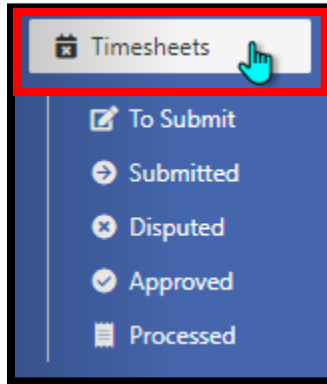 Timesheets
To Submit
Submitted
Disputed
Approved
Processed